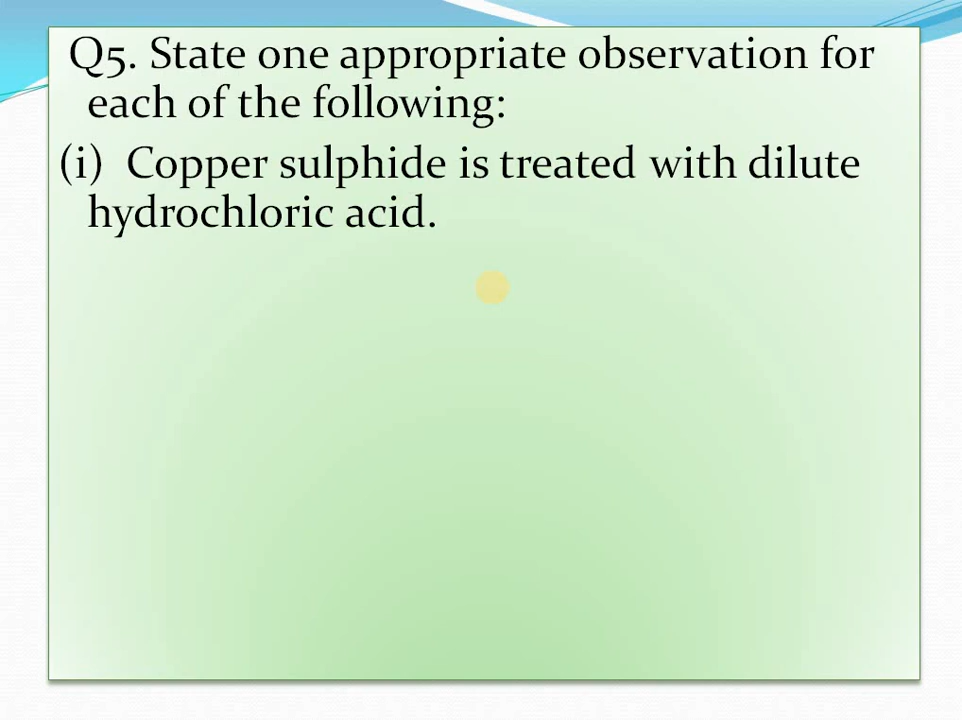 Q5. State one appropriate observation for
each of the following:
(i) Copper sulphide is treated with dilute
hydrochloric acid.